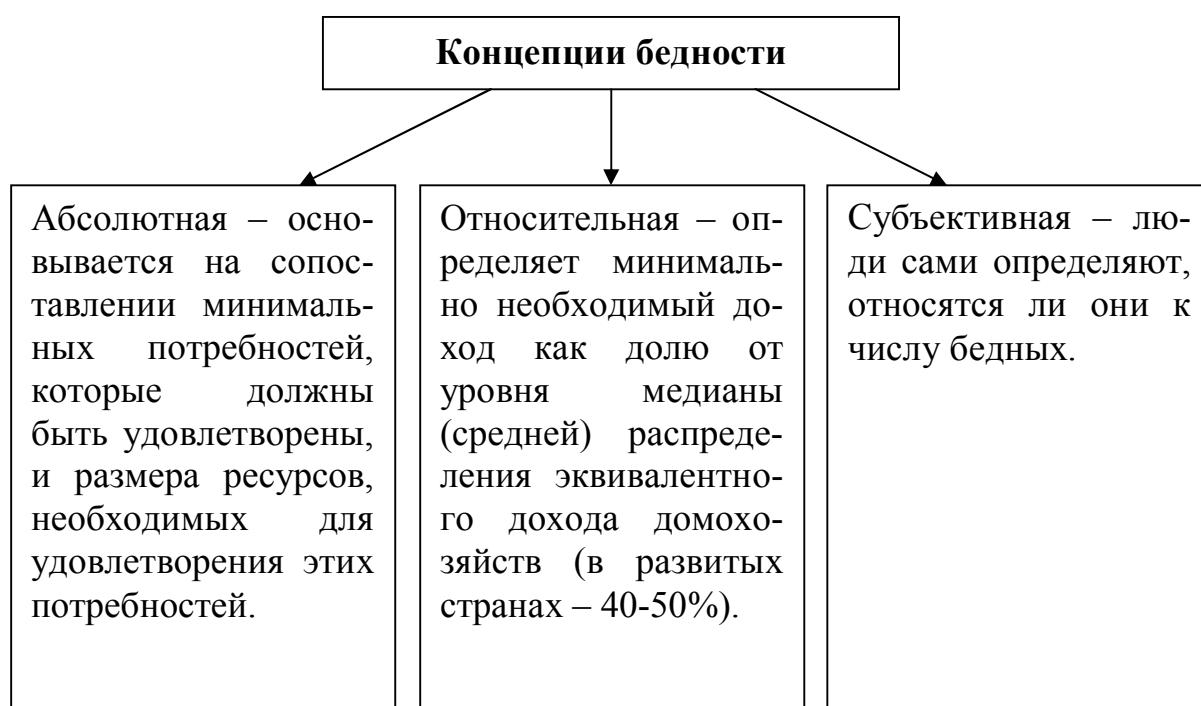 Концепции бедности
Абсолютная – осно-
вывается на сопос-
тавлении минималь-
ных потребностей,
которые должны
быть удовлетворены,
и размера ресурсов,
необходимых для
удовлетворения этих
потребностей.
Относительная – оп-
ределяет минималь-
но необходимый до-
ход как долю от
уровня медианы
(средней) распреде-
ления эквивалентно-
го дохода домохо-
зяйств (в развитых
странах – 40-50%).
Субъективная – лю-
ди сами определяют,
относятся ли они к
числу бедных.